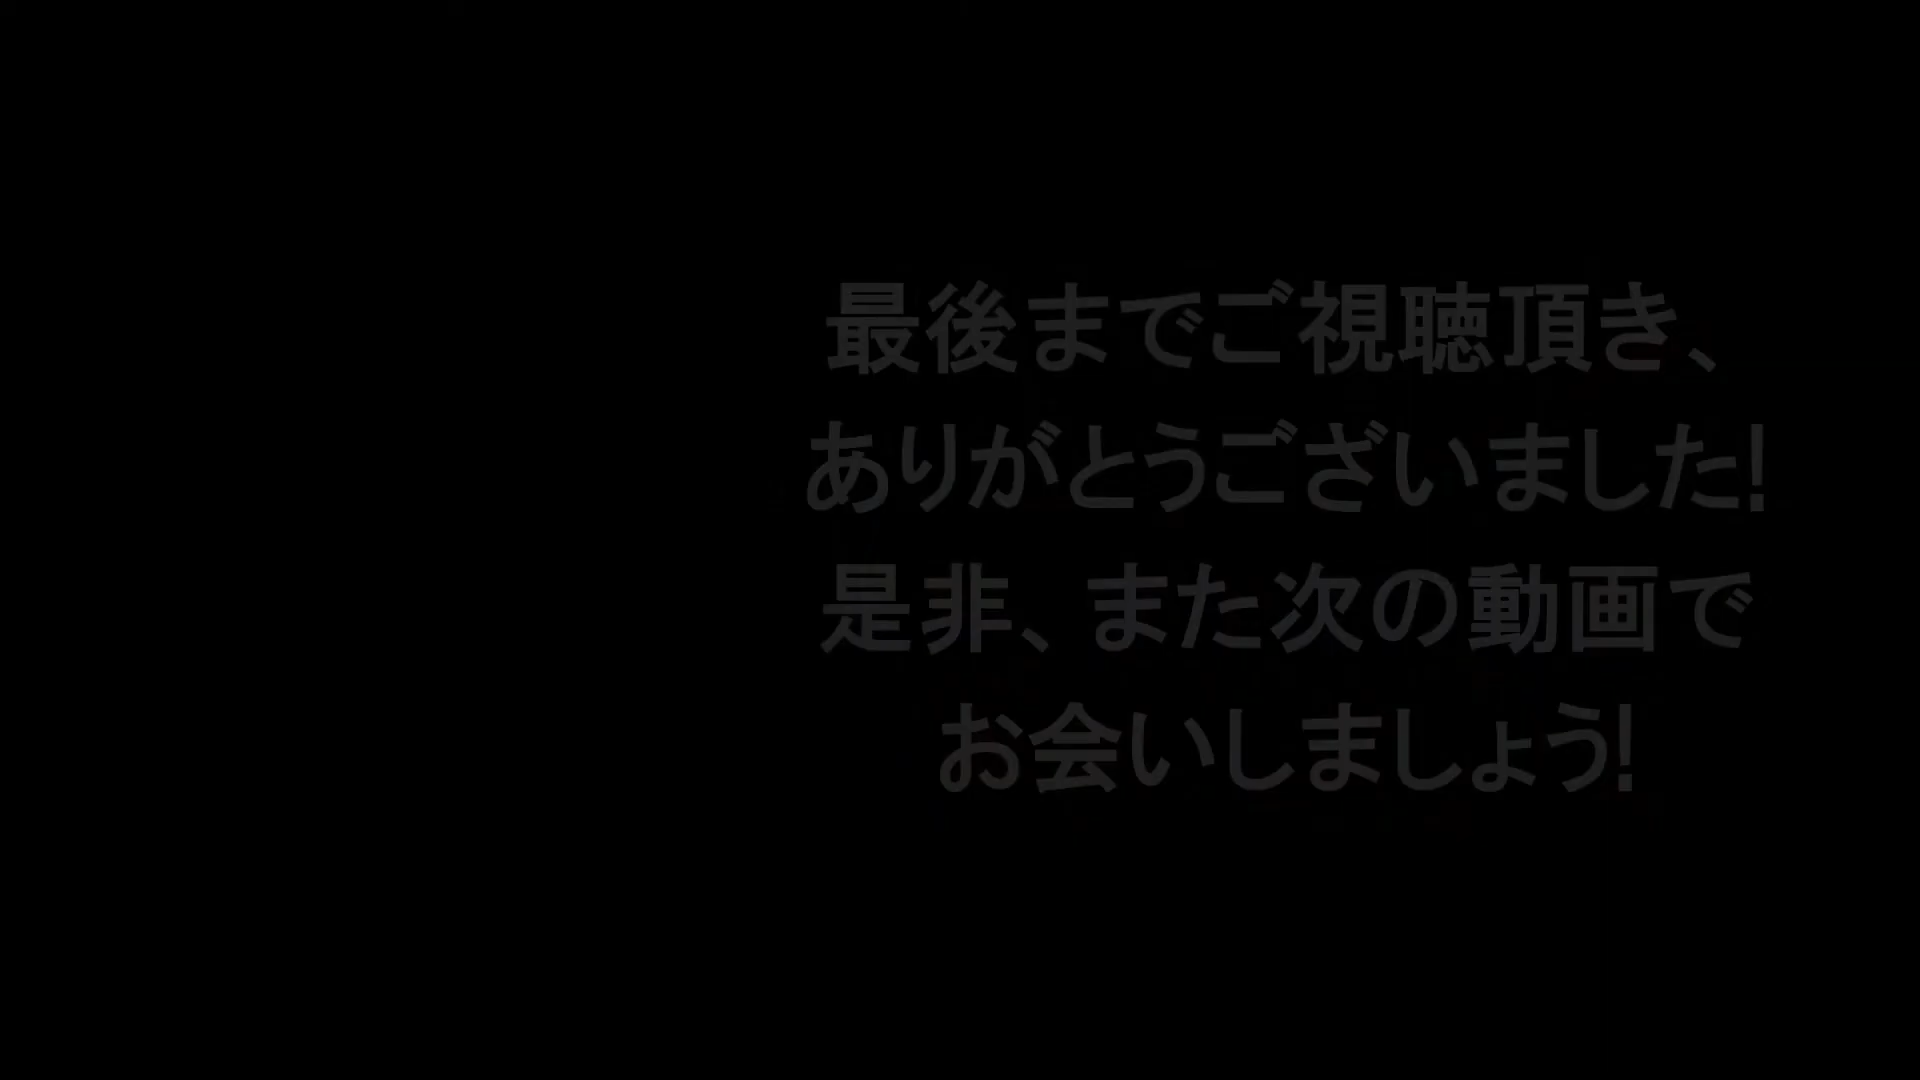 最後までご視聴頂き、
ありがとうございました!
是非、また次の動画で
お会いしましょう!